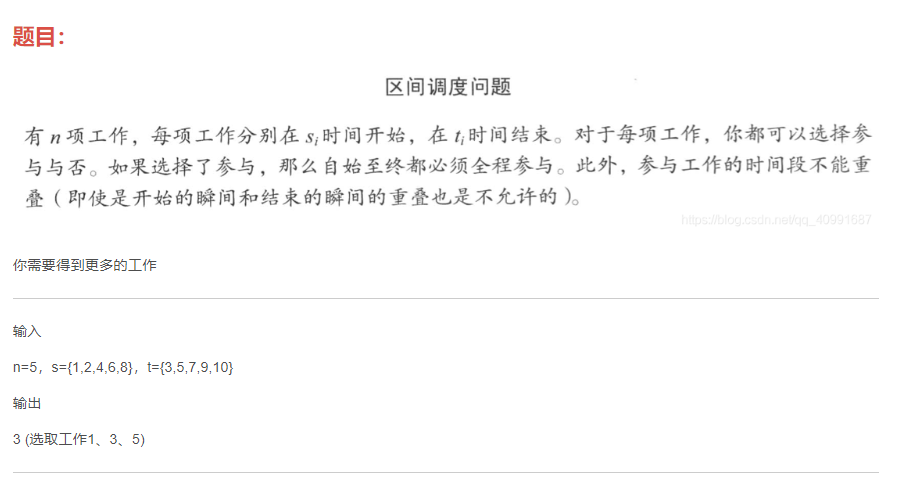 题目：
区间调度问题
有n项工作，每项工作分别在si时间开始，在ti时间结束。对于每项工作，你都可以选择参
与与否。如果选择了参与，那么自始至终都必须全程参与。此外，参与工作的时间段不能重
叠（即使是开始的瞬间和结束的瞬间的重叠也是不允许的）。
https://blog.csdn.net/qq_40991687
你需要得到更多的工作
输入
n=5，s={1,2,4,6,8}，t={3,5,7,9,10}
输出
3 (选取工作1、3、5)